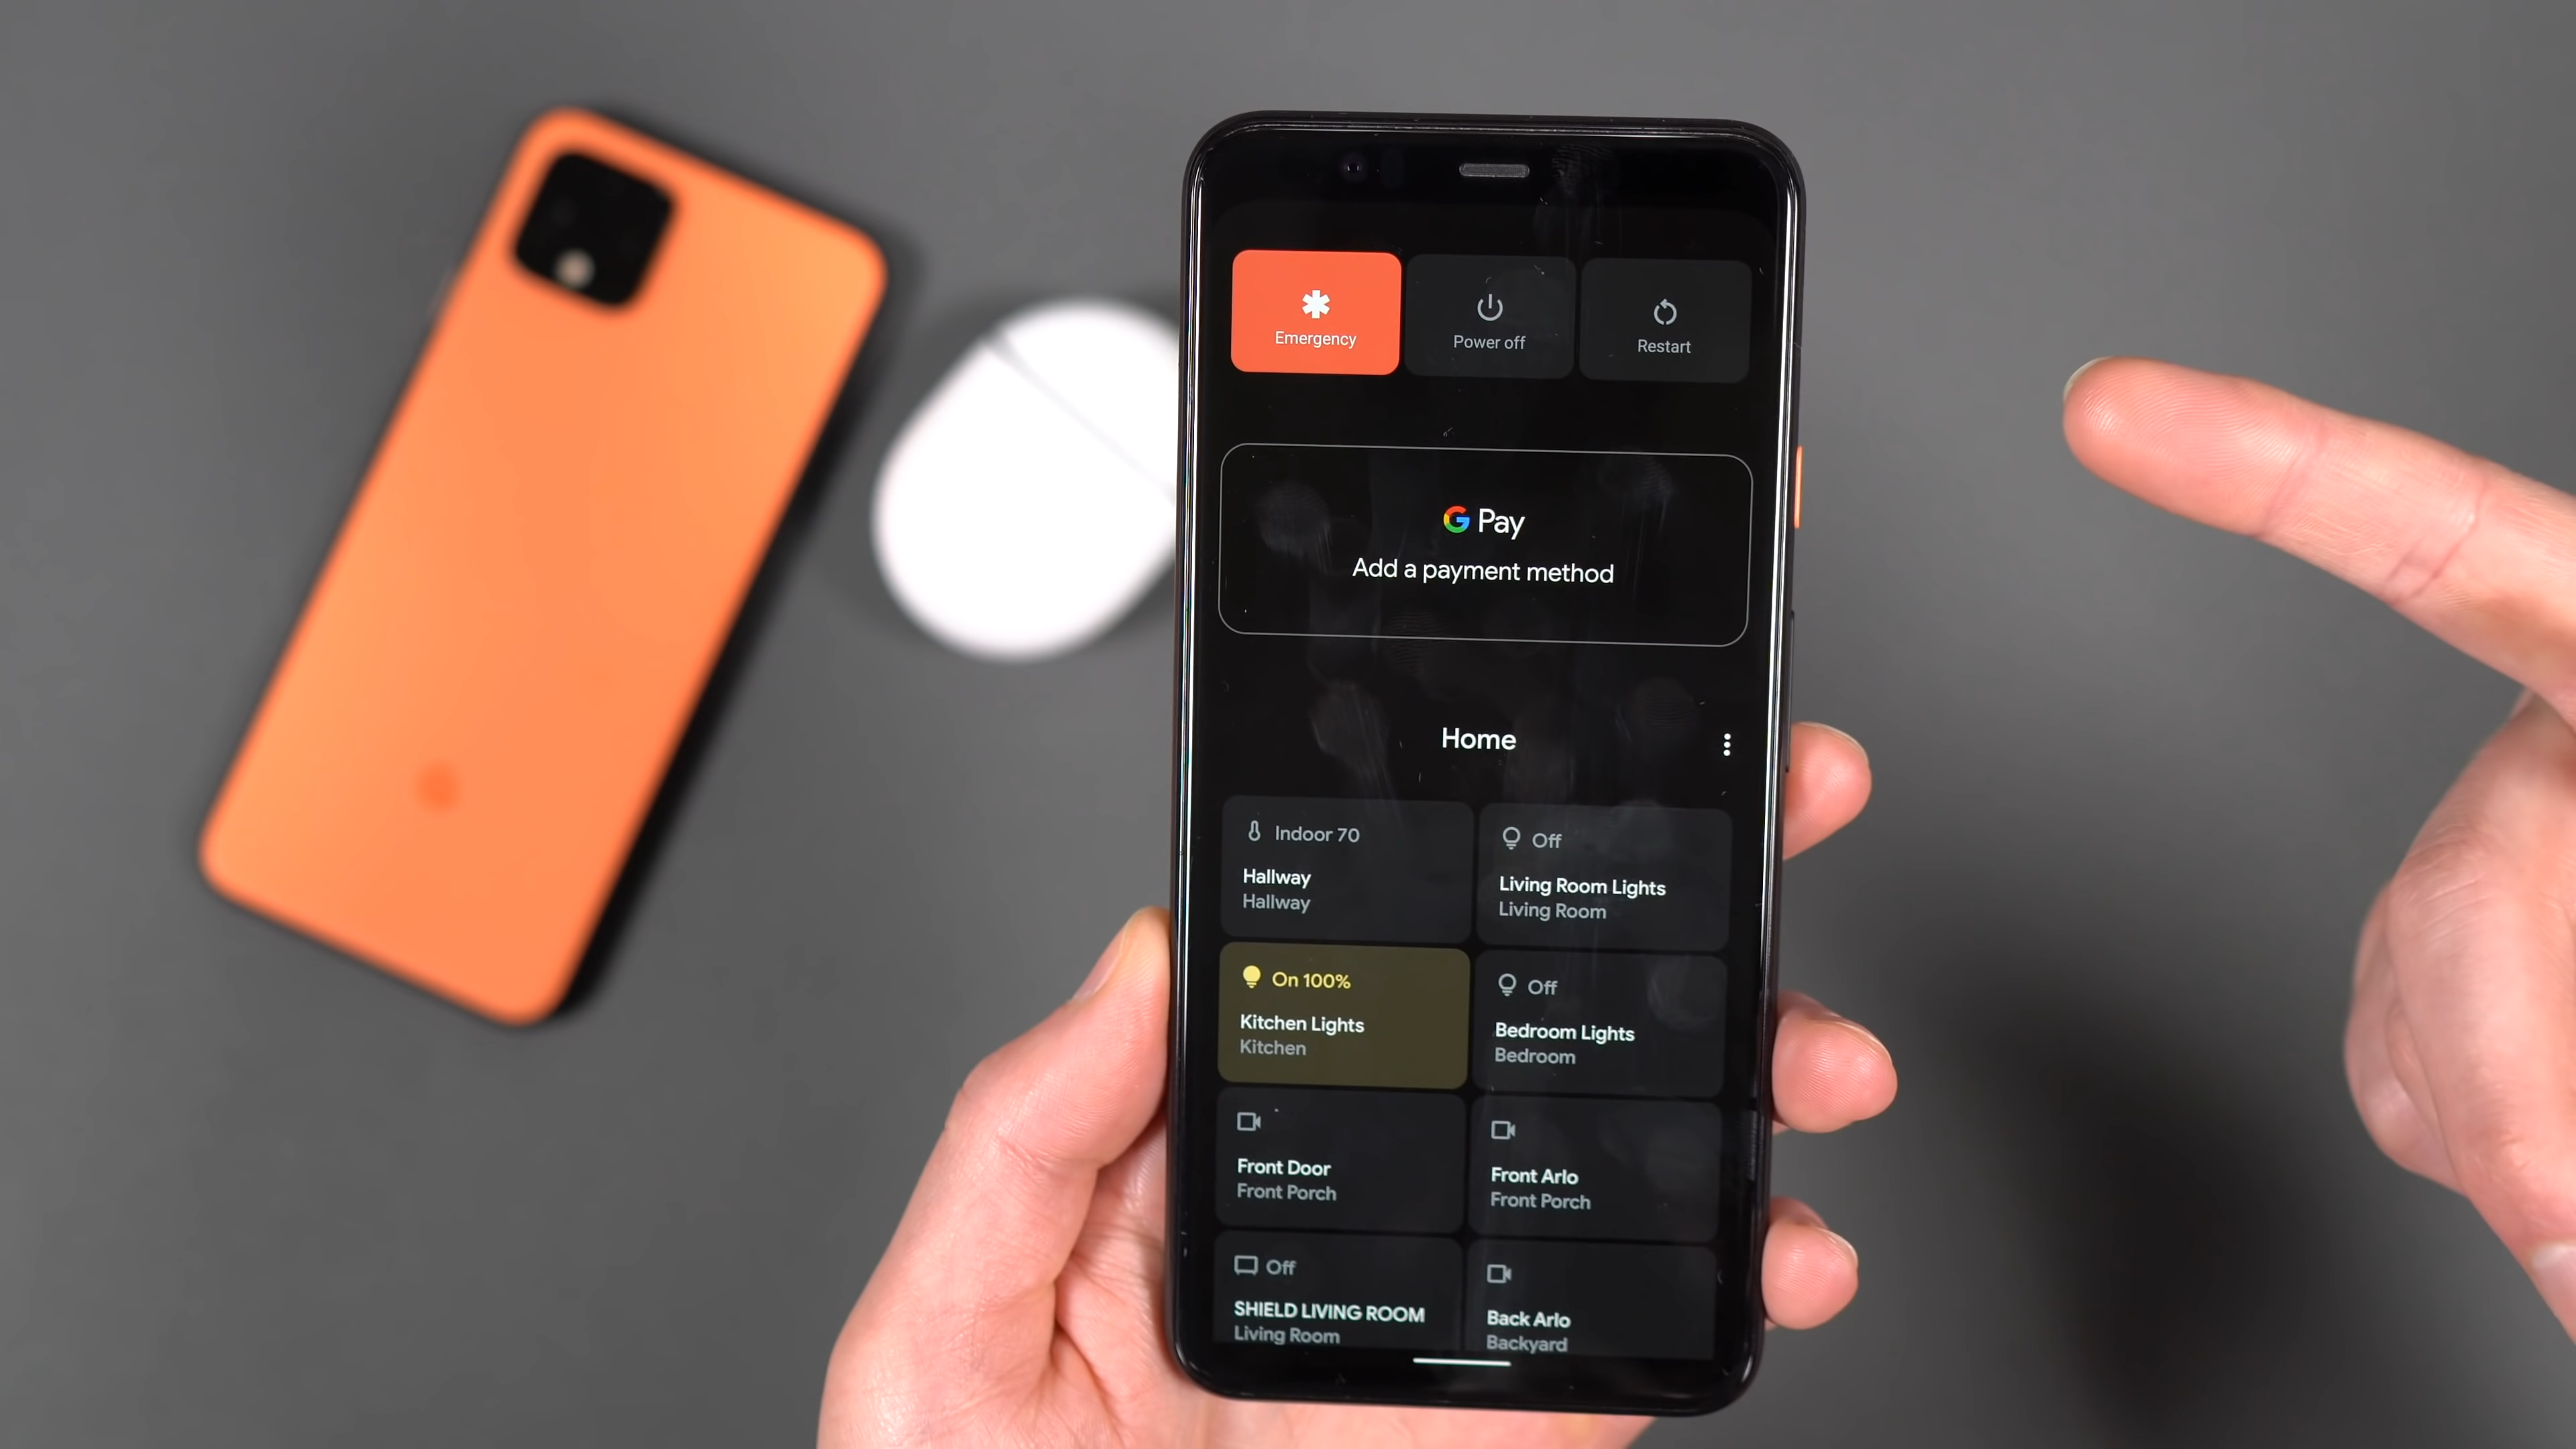 Emergency
Power off
Restart
G Pay
Add a payment method
Home
Indoor 70
Hallway
Hallway
Off
Living Room Lights
Living Room
On 100%
Kitchen Lights
Kitchen
Off
Bedroom Lights
Bedroom
Front Door
Front Porch
Front Arlo
Front Porch
Off
SHIELD LIVING ROOM
Living Room
Back Arlo
Backyard